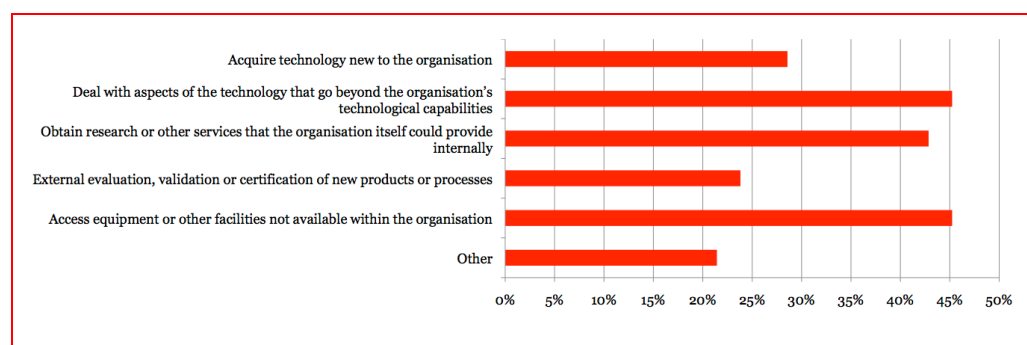 Acquire technology new to the organisation
Deal with aspects of the technology that go beyond the organisation’s
technological capabilities
Obtain research or other services that the organisation itself could provide
internally
External evaluation, validation or certification of new products or processes
Access equipment or other facilities not available within the organisation
Other
0% 5% 10% 15% 20% 25% 30% 35% 40% 45% 50%